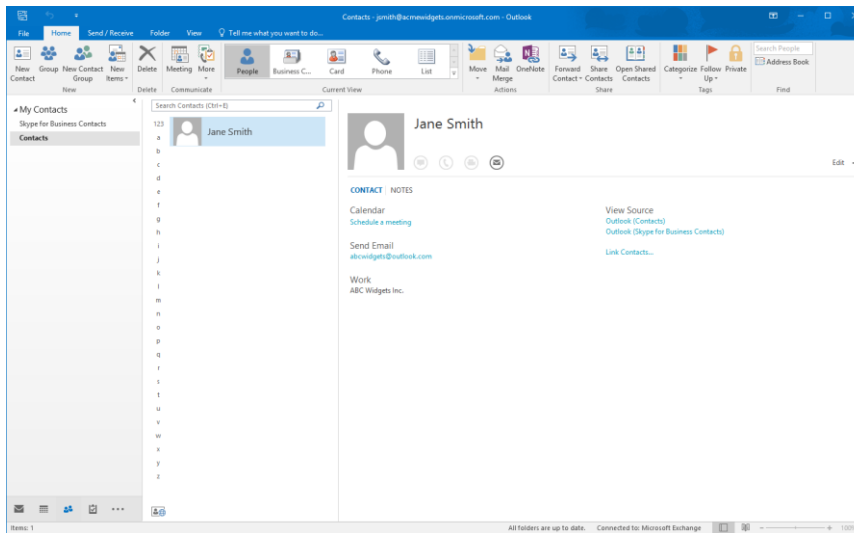 Contacts - jsmith@acmewidgets.onmicrosoft.com - Outlook
File Home Send / Receive Folder View Tell me what you want to do...
New Contact
Group
New Contact Group
New Items
Delete
Meeting
More
People
Business C...
Card
Phone
List
Move
Mail Merge
OneNote
Forward Contact
Share Contacts
Open Shared Contacts
Categorize
Follow Up
Private
Search People
Address Book
New Delete Communicate Current View Actions Share Tags Find
My Contacts
Skype for Business Contacts
Contacts
Search Contacts (Ctrl+E)
123
a
b
c
d
e
f
g
h
i
j
k
l
m
n
o
p
q
r
s
t
u
v
w
x
y
z
Jane Smith
Jane Smith
Edit
CONTACT NOTES
Calendar
Schedule a meeting
Send Email
abcwidgets@outlook.com
Work
ABC Widgets Inc.
View Source
Outlook (Contacts)
Outlook (Skype for Business Contacts)
Link Contacts...
Items: 1
All folders are up to date. Connected to: Microsoft Exchange